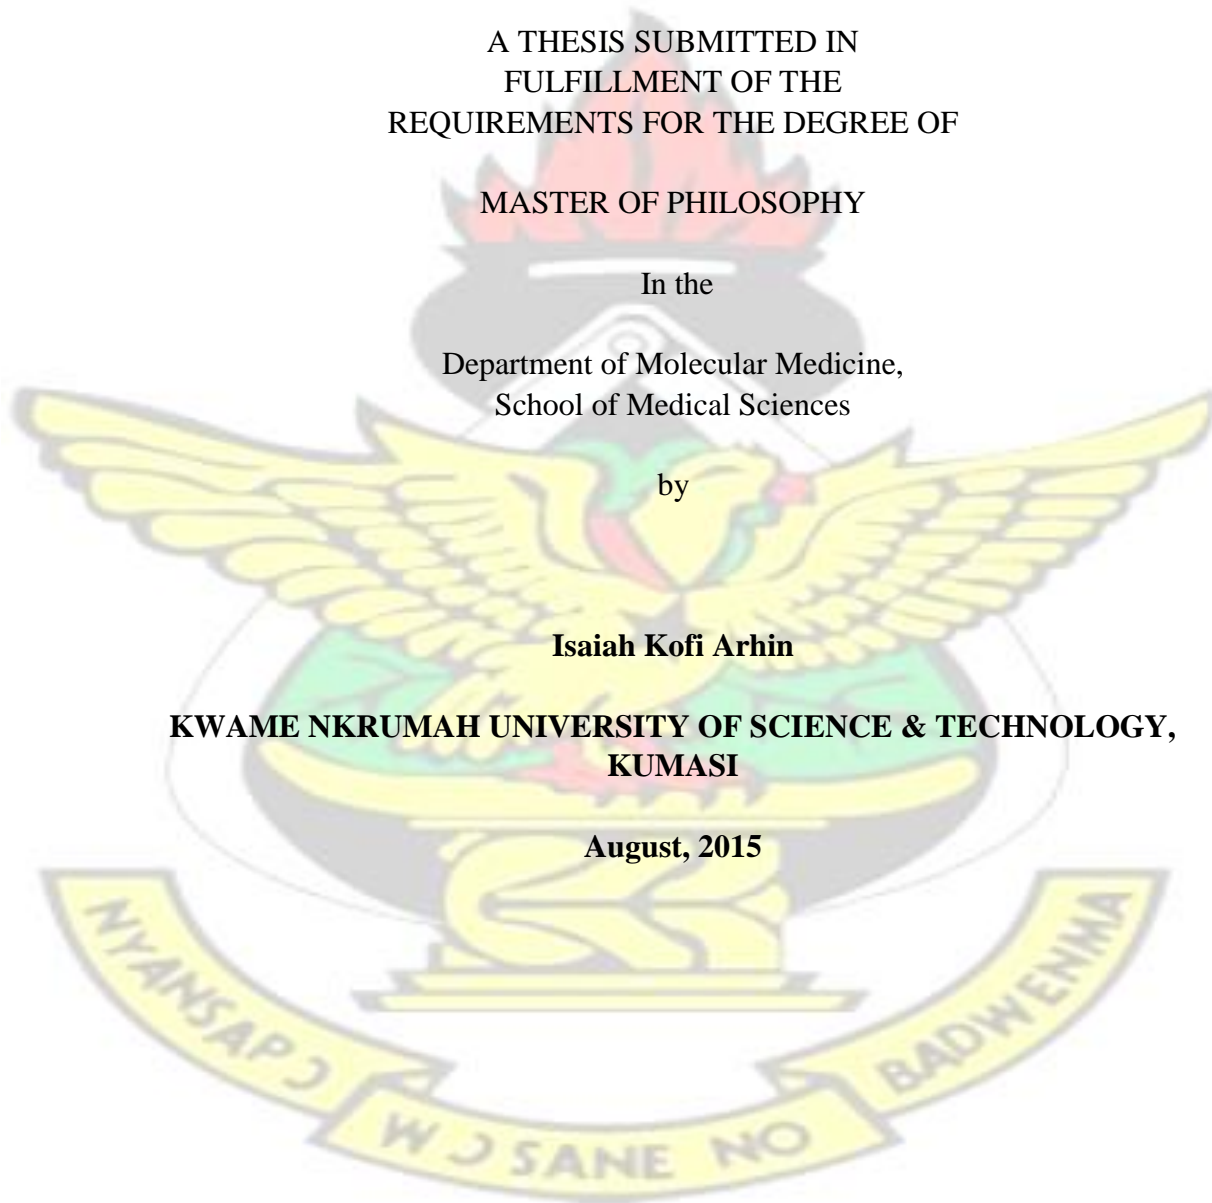 A THESIS SUBMITTED IN
FULFILLMENT OF THE
REQUIREMENTS FOR THE DEGREE OF
MASTER OF PHILOSOPHY
In the
Department of Molecular Medicine,
School of Medical Sciences
by
Isaiah Kofi Arhin
KWAME NKRUMAH UNIVERSITY OF SCIENCE & TECHNOLOGY,
KUMASI
August, 2015
NYANSAPƆ
WƆSANE NO
BADWENMA